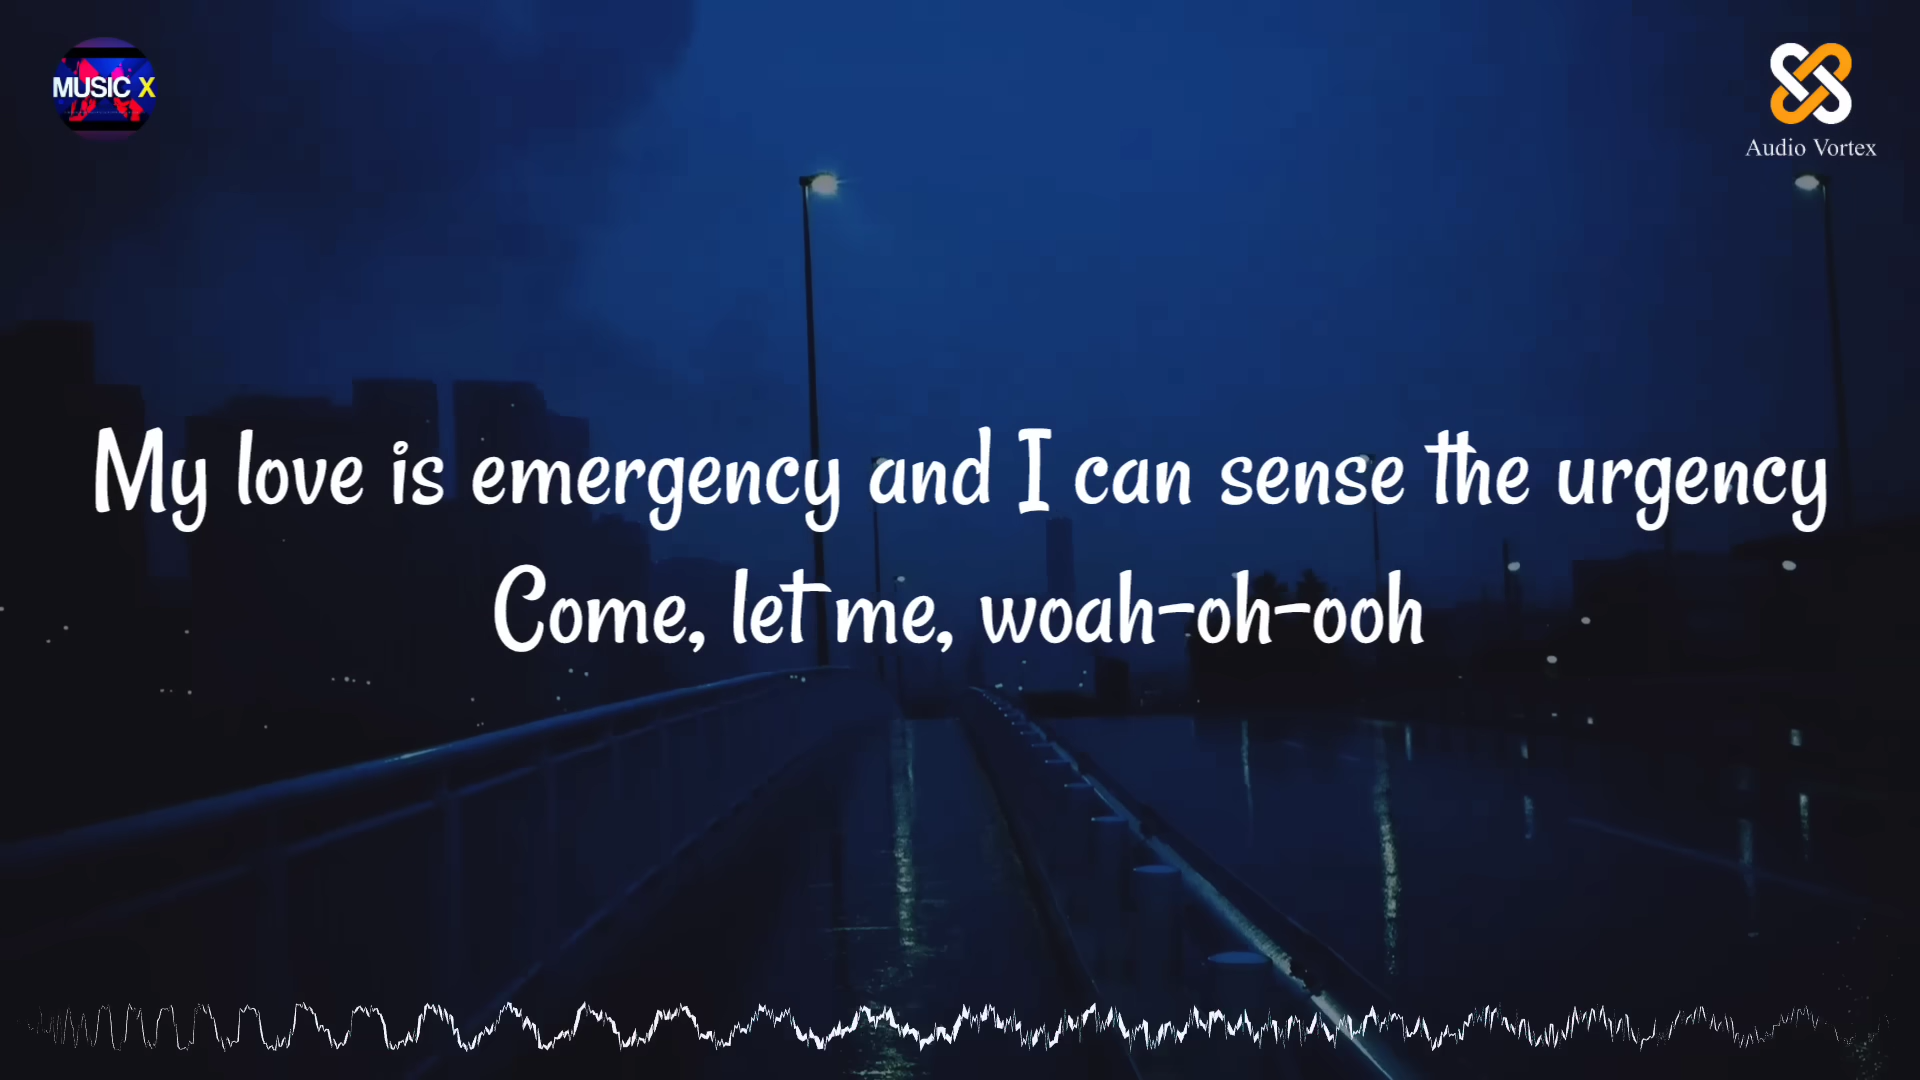 MUSIC X
Audio Vortex
My love is emergency and I can sense the urgency
Come, let me, woah-oh-ooh